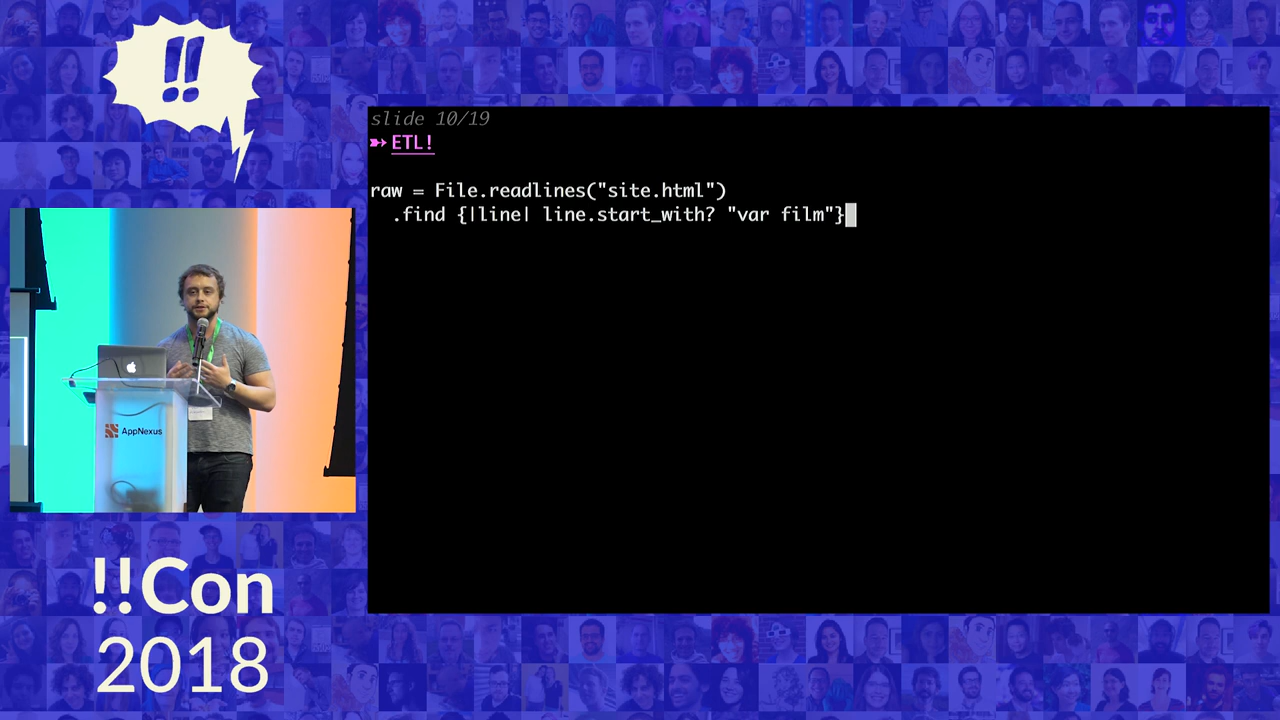 !!
slide 10/19
➳ ETL!
raw = File.readlines("site.html")
  .find {|line| line.start_with? "var film"}
AppNexus
!!Con
2018